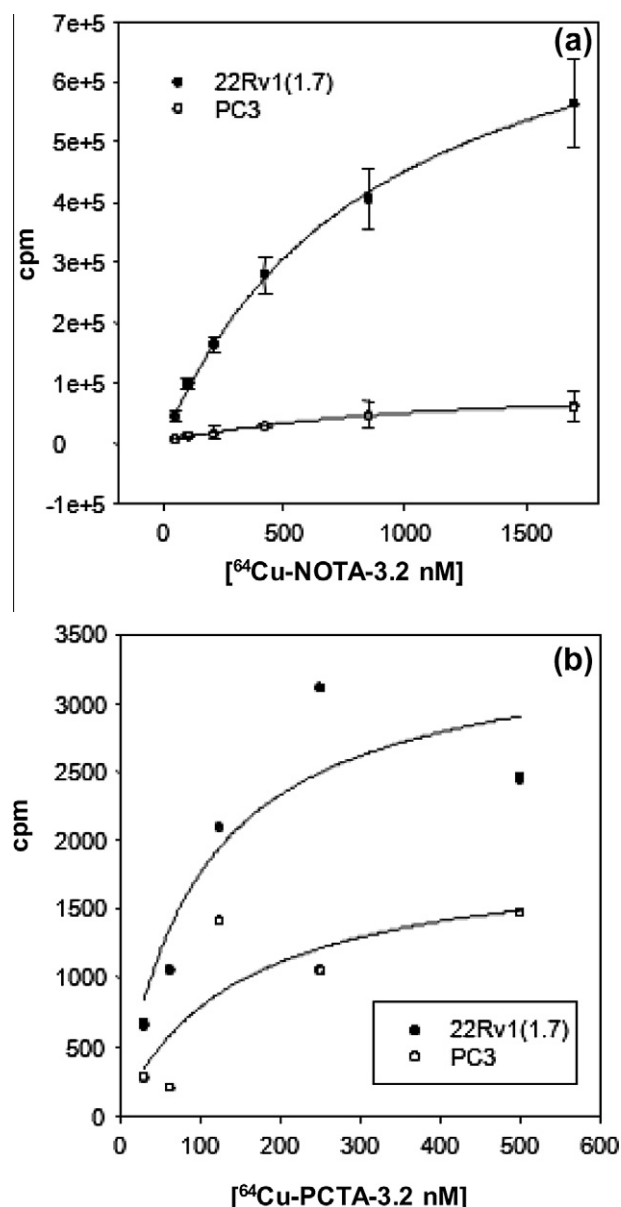 (a)
7e+5
6e+5
5e+5
4e+5
3e+5
2e+5
1e+5
0
-1e+5
cpm
22Rv1(1.7)
PC3
0 500 1000 1500
[⁶⁴Cu-NOTA-3.2 nM]
(b)
3500
3000
2500
2000
1500
1000
500
0
cpm
22Rv1(1.7)
PC3
0 100 200 300 400 500 600
[⁶⁴Cu-PCTA-3.2 nM]